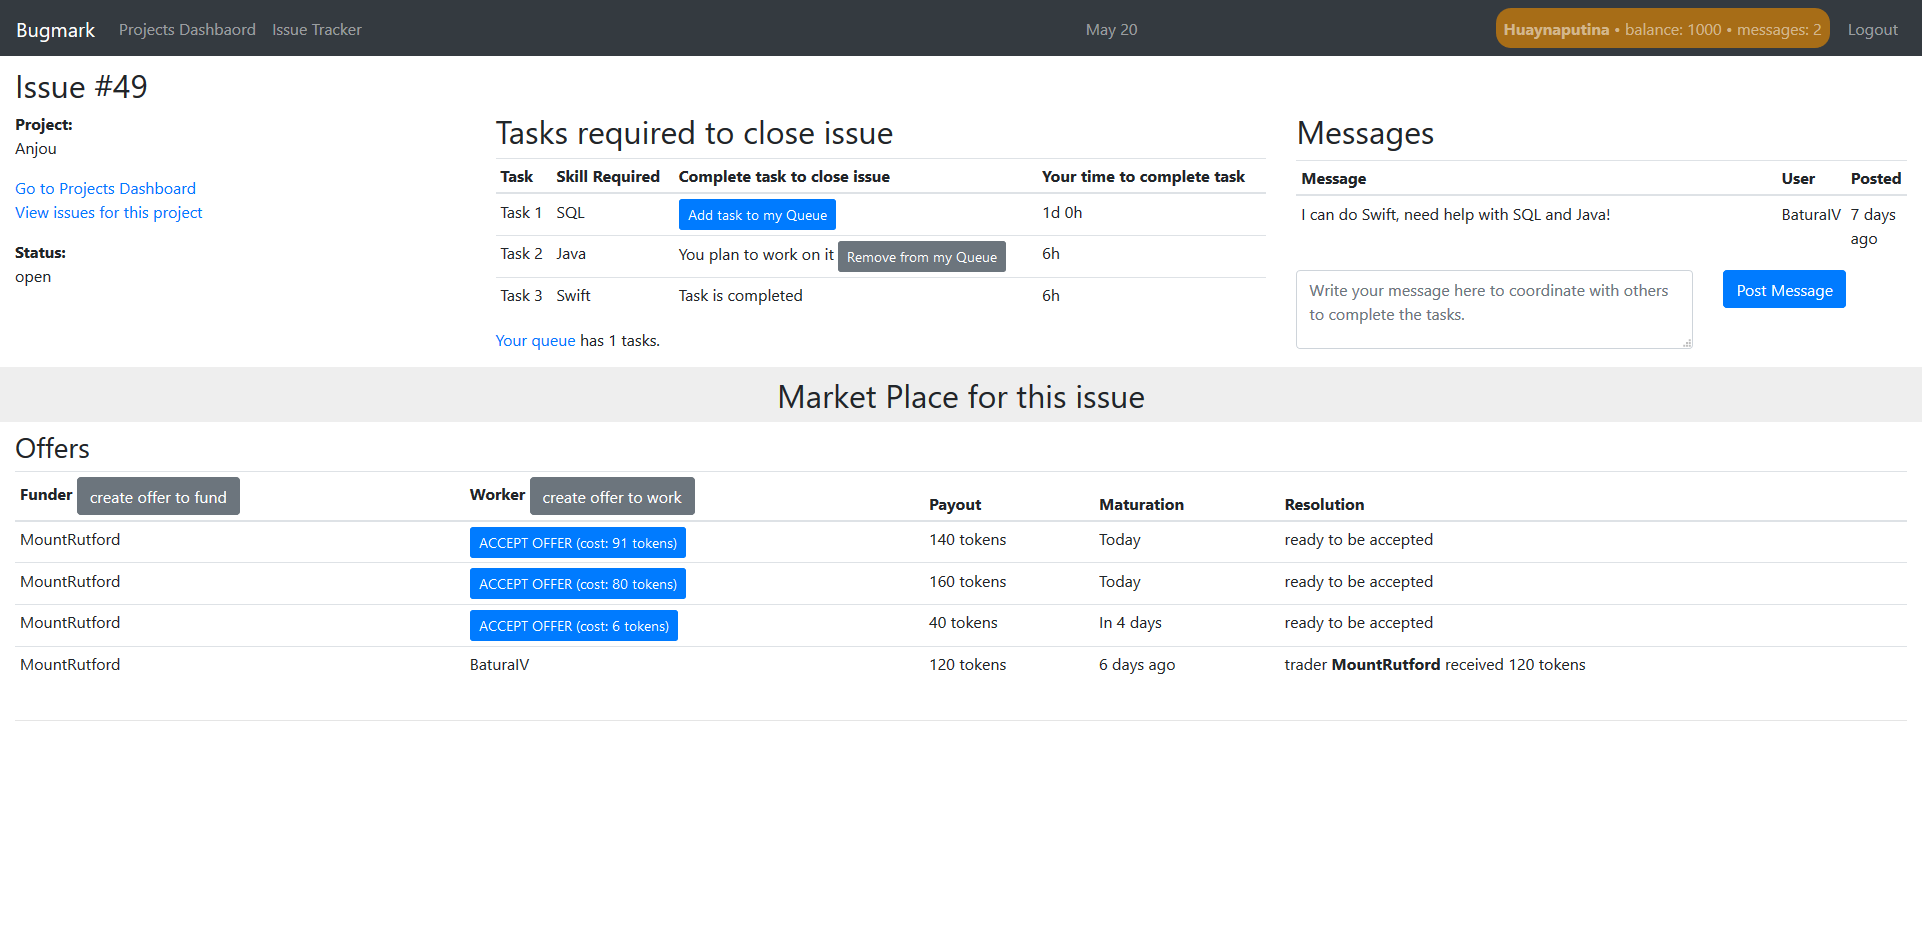 Bugmark Projects Dashbaord Issue Tracker May 20 Huaynaputina • balance: 1000 • messages: 2 Logout
Issue #49
Project:
Anjou
Go to Projects Dashboard
View issues for this project
Status:
open
Tasks required to close issue
Task Skill Required Complete task to close issue Your time to complete task
Task 1 SQL Add task to my Queue 1d 0h
Task 2 Java You plan to work on it Remove from my Queue 6h
Task 3 Swift Task is completed 6h
Your queue has 1 tasks.
Messages
Message User Posted
I can do Swift, need help with SQL and Java! BaturaIV 7 days
ago
Write your message here to coordinate with others
to complete the tasks.
Post Message
Market Place for this issue
Offers
Funder create offer to fund Worker create offer to work Payout Maturation Resolution
MountRutford ACCEPT OFFER (cost: 91 tokens) 140 tokens Today ready to be accepted
MountRutford ACCEPT OFFER (cost: 80 tokens) 160 tokens Today ready to be accepted
MountRutford ACCEPT OFFER (cost: 6 tokens) 40 tokens In 4 days ready to be accepted
MountRutford BaturaIV 120 tokens 6 days ago trader MountRutford received 120 tokens